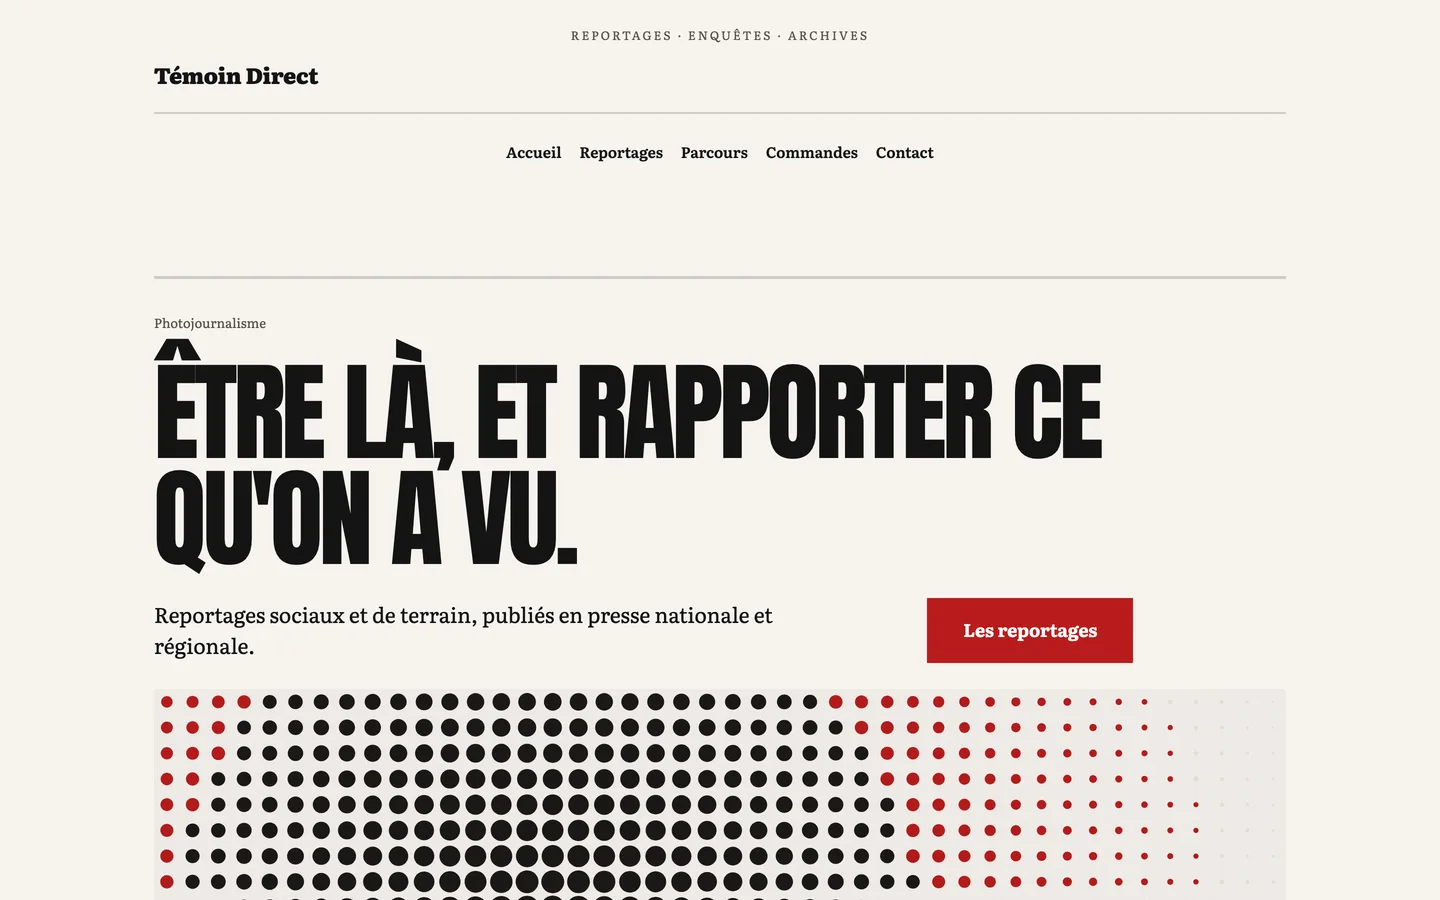 REPORTAGES · ENQUÊTES · ARCHIVES
Témoin Direct
Accueil Reportages Parcours Commandes Contact
Photojournalisme
ÊTRE LÀ, ET RAPPORTER CE
QU'ON A VU.
Reportages sociaux et de terrain, publiés en presse nationale et
régionale.
Les reportages